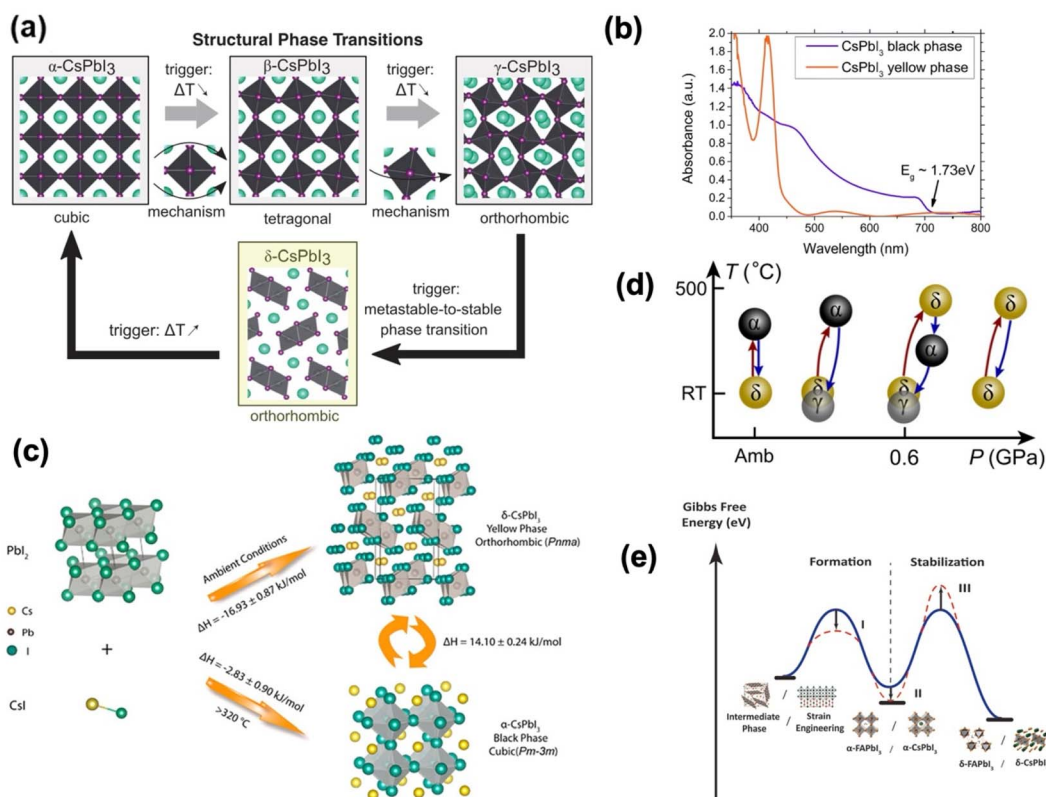 (a)
Structural Phase Transitions
α-CsPbI3
trigger:
ΔT ↘
β-CsPbI3
trigger:
ΔT ↘
γ-CsPbI3
cubic
mechanism
tetragonal
mechanism
orthorhombic
δ-CsPbI3
trigger: ΔT ↗
trigger:
metastable-to-stable
phase transition
orthorhombic
(b)
Absorbance (a.u.)
2.0
1.8
1.6
1.4
1.2
1.0
0.8
0.6
0.4
0.2
0.0
CsPbI₃ black phase
CsPbI₃ yellow phase
E_g ~ 1.73eV
400 500 600 700 800
Wavelength (nm)
(c)
PbI₂
Cs
Pb
I
+
CsI
Ambient Conditions
ΔH = -16.93 ± 0.87 kJ/mol
ΔH = -2.83 ± 0.90 kJ/mol
>320 °C
δ-CsPbI₃
Yellow Phase
Orthorhombic (Pnma)
ΔH = 14.10 ± 0.24 kJ/mol
α-CsPbI₃
Black Phase
Cubic(Pm-3m)
(d)
T (°C)
500
RT
α δ
α δ γ
δ α δ γ
δ δ
Amb 0.6 P (GPa)
(e)
Gibbs Free
Energy (eV)
Formation Stabilization
I
II
III
Intermediate
Phase
/
Strain
Engineering
α-FAPbI₃ / α-CsPbI₃
δ-FAPbI₃ / δ-CsPbI